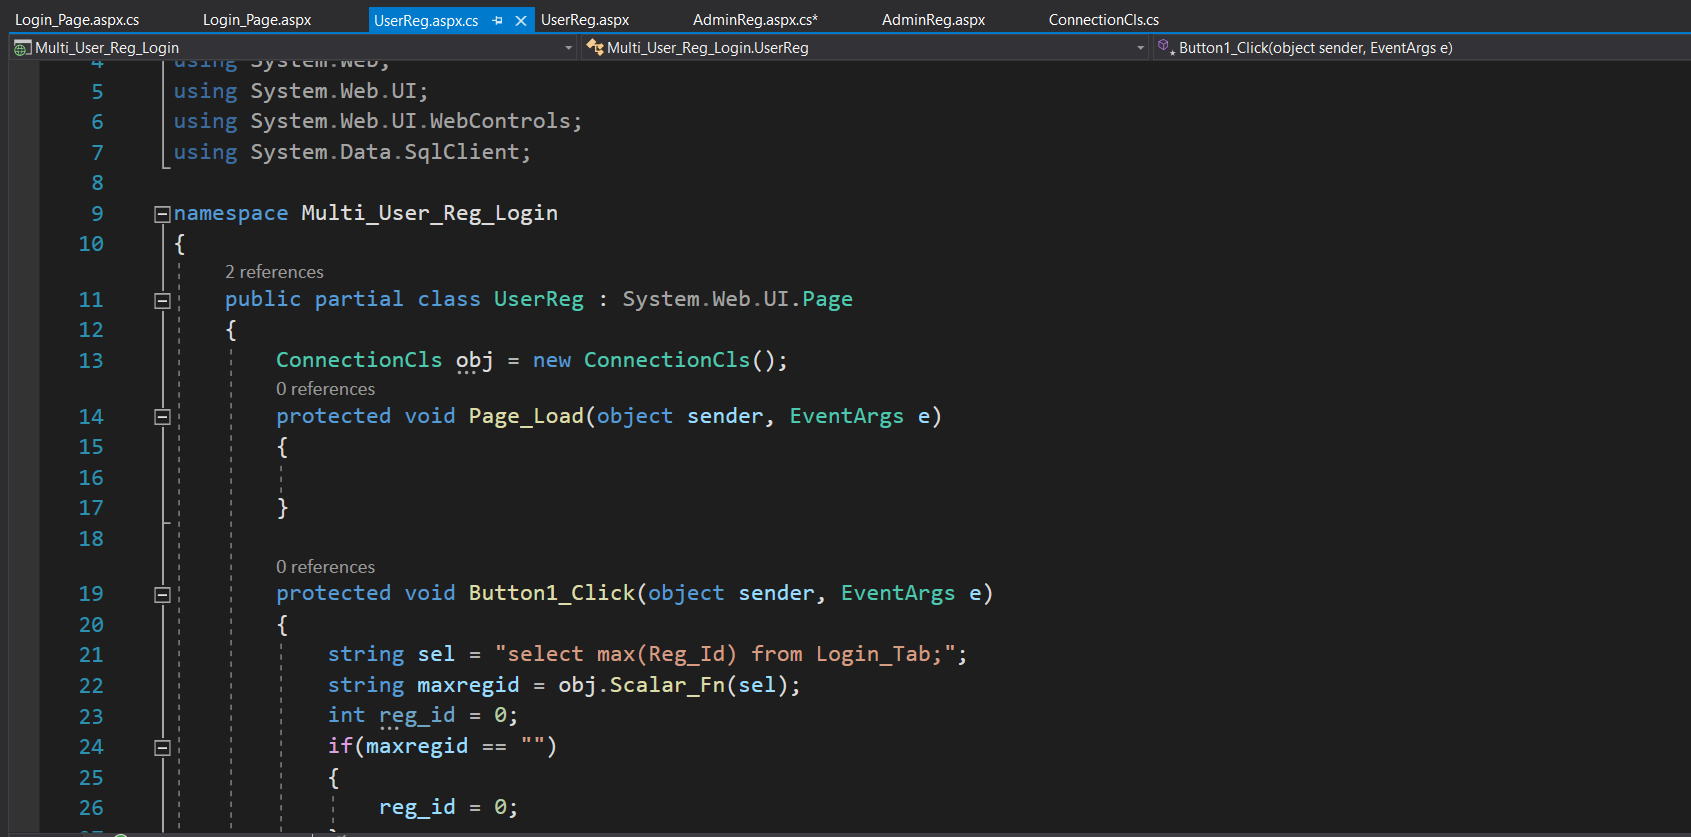 Login_Page.aspx.cs Login_Page.aspx UserReg.aspx.cs UserReg.aspx AdminReg.aspx.cs* AdminReg.aspx ConnectionCls.cs
Multi_User_Reg_Login Multi_User_Reg_Login.UserReg Button1_Click(object sender, EventArgs e)
4 using System.Web;
5 using System.Web.UI;
6 using System.Web.UI.WebControls;
7 using System.Data.SqlClient;
8
9 namespace Multi_User_Reg_Login
10 {
2 references
11 public partial class UserReg : System.Web.UI.Page
12 {
13 ConnectionCls obj = new ConnectionCls();
0 references
14 protected void Page_Load(object sender, EventArgs e)
15 {
16
17 }
18
0 references
19 protected void Button1_Click(object sender, EventArgs e)
20 {
21 string sel = "select max(Reg_Id) from Login_Tab;";
22 string maxregid = obj.Scalar_Fn(sel);
23 int reg_id = 0;
24 if(maxregid == "")
25 {
26 reg_id = 0;